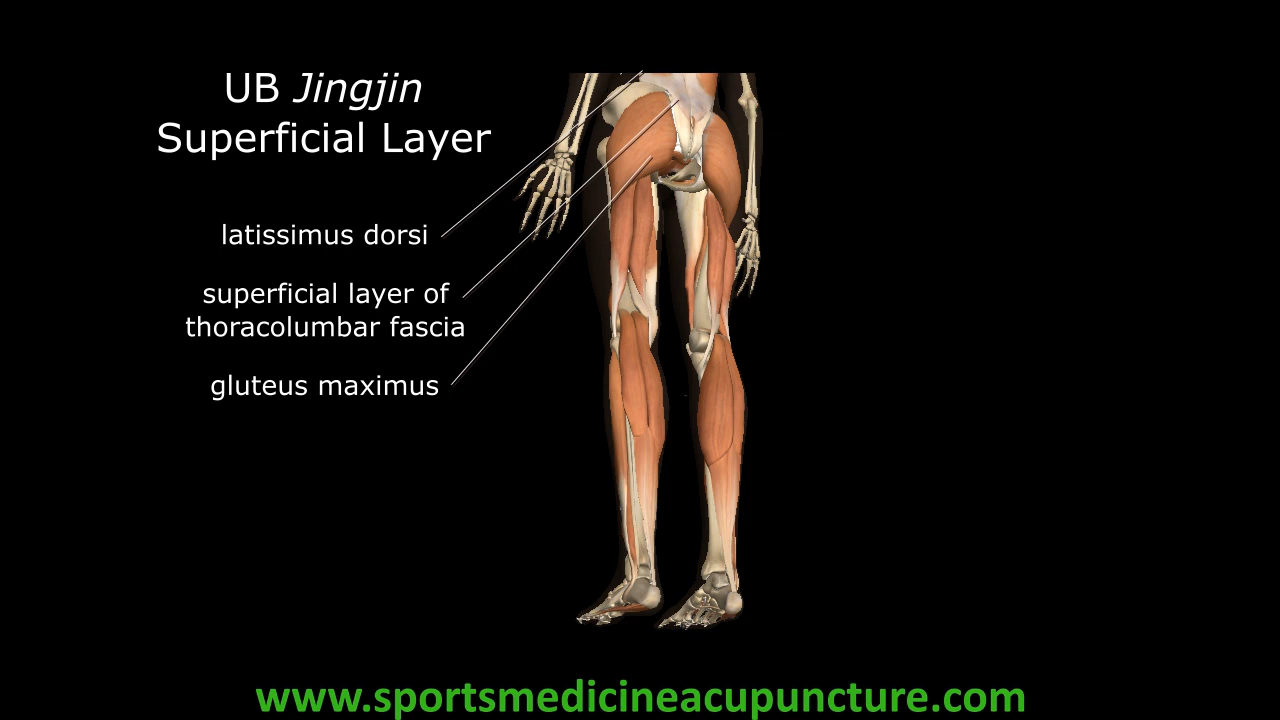 UB Jingjin
Superficial Layer
latissimus dorsi
superficial layer of
thoracolumbar fascia
gluteus maximus
www.sportsmedicineacupuncture.com